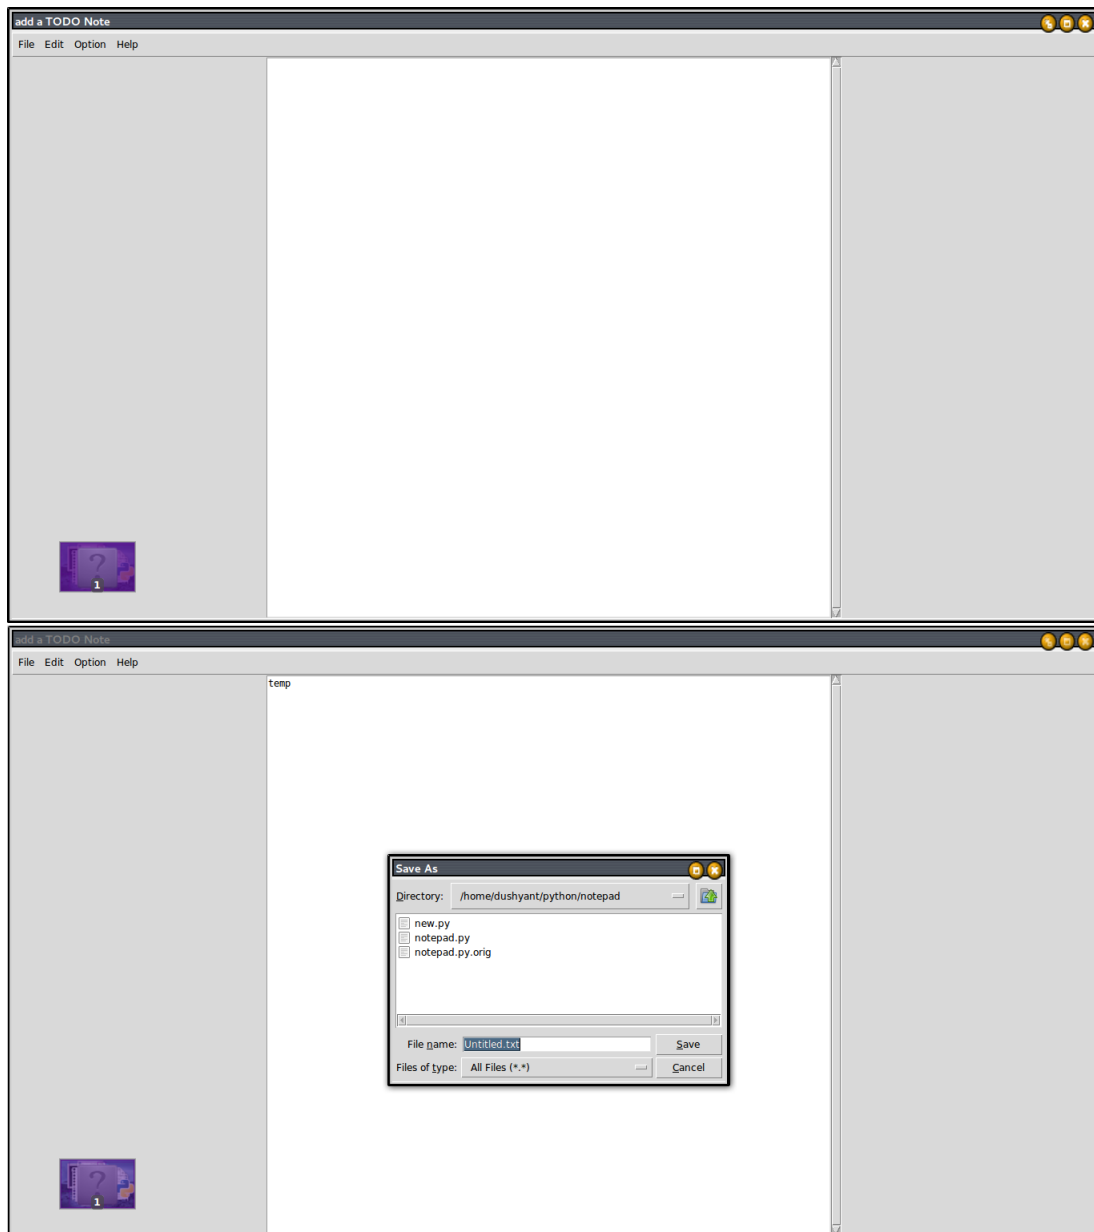 add a TODO Note
File Edit Option Help
?
1
add a TODO Note
File Edit Option Help
temp
Save As
Directory: /home/dushyant/python/notepad
new.py
notepad.py
notepad.py.orig
File name: Untitled.txt Save
Files of type: All Files (*.*) Cancel
?
1